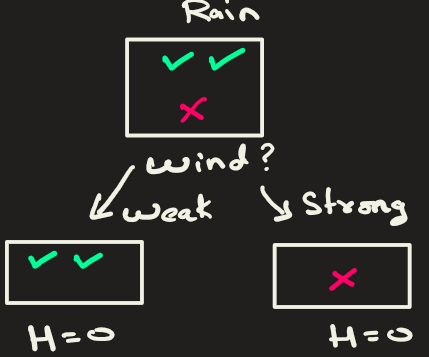 Rain
✓ ✓
✗
Wind?
Weak Strong
✓ ✓ ✗
H=0 H=0